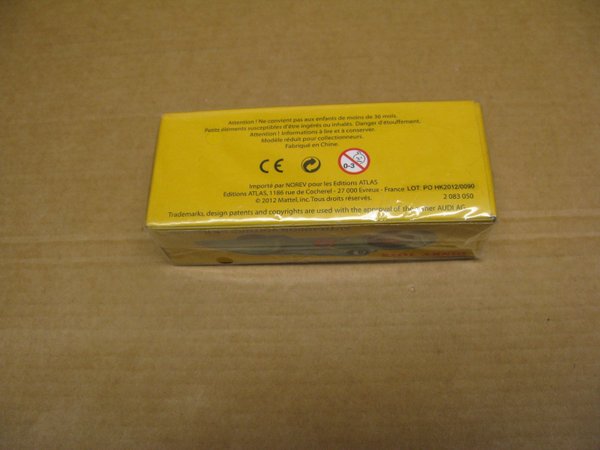 Attention ! Ne convient pas aux enfants de moins de 36 mois.
Petits éléments susceptibles d'être ingérés ou inhalés. Danger d'étouffement.
Attention ! Informations à lire et à conserver.
Modèle réduit pour collectionneurs.
Fabriqué en Chine.
CE
0-3
Importé par NOREV pour les Editions ATLAS
Editions ATLAS, 1186 rue de Cocherel - 27 000 Evreux - France LOT: PO HK2012/0090
© 2012 Mattel, Inc. Tous droits réservés. 2 083 050
Trademarks, design patents and copyrights are used with the approval of the owner AUDI AG